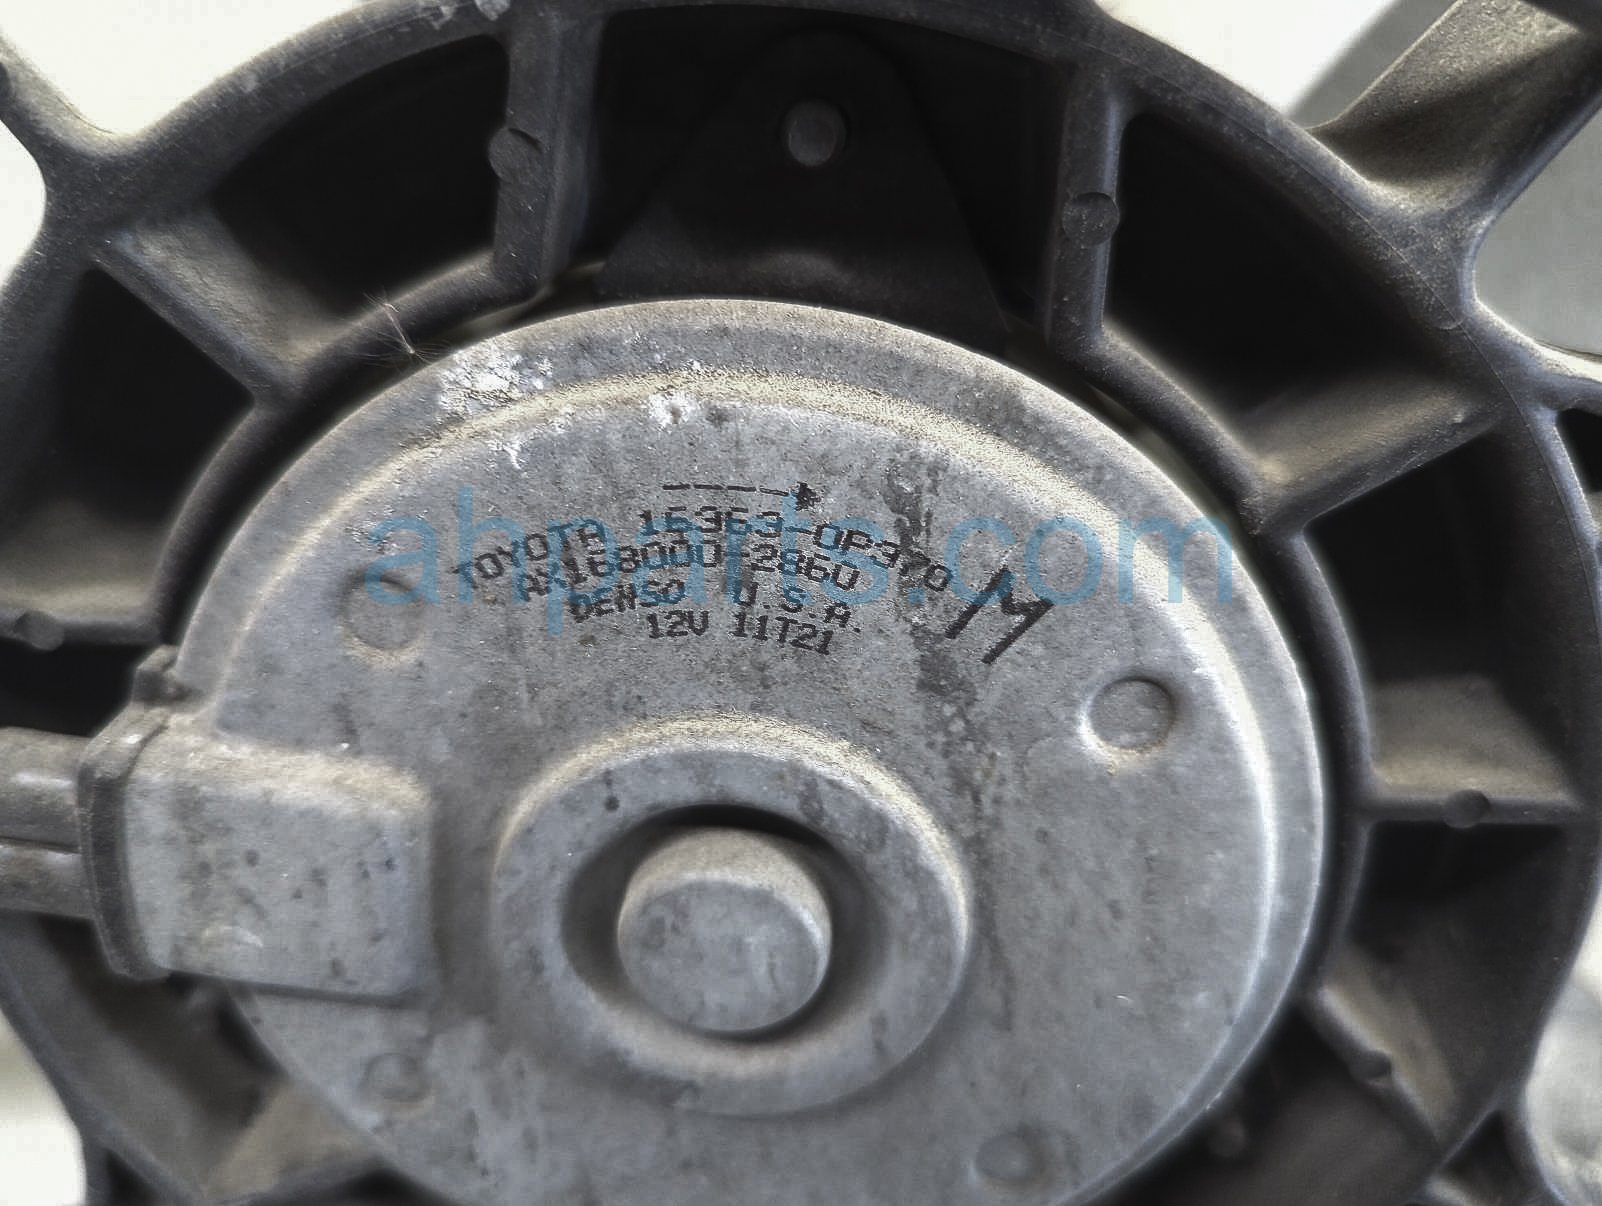 ----→
TOYOTA 16363-0P370
AX168000-2860
DENSO U.S.A.
12V 11T21
M
ahparts.com